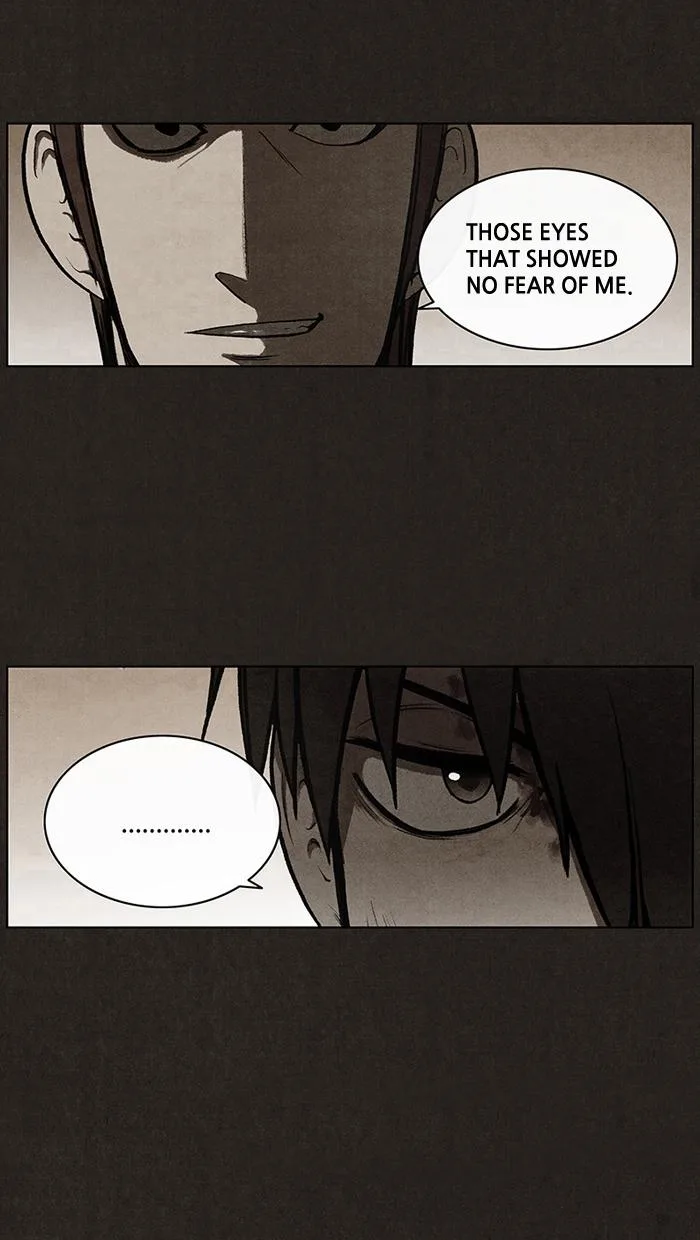 THOSE EYES
THAT SHOWED
NO FEAR OF ME.
.............